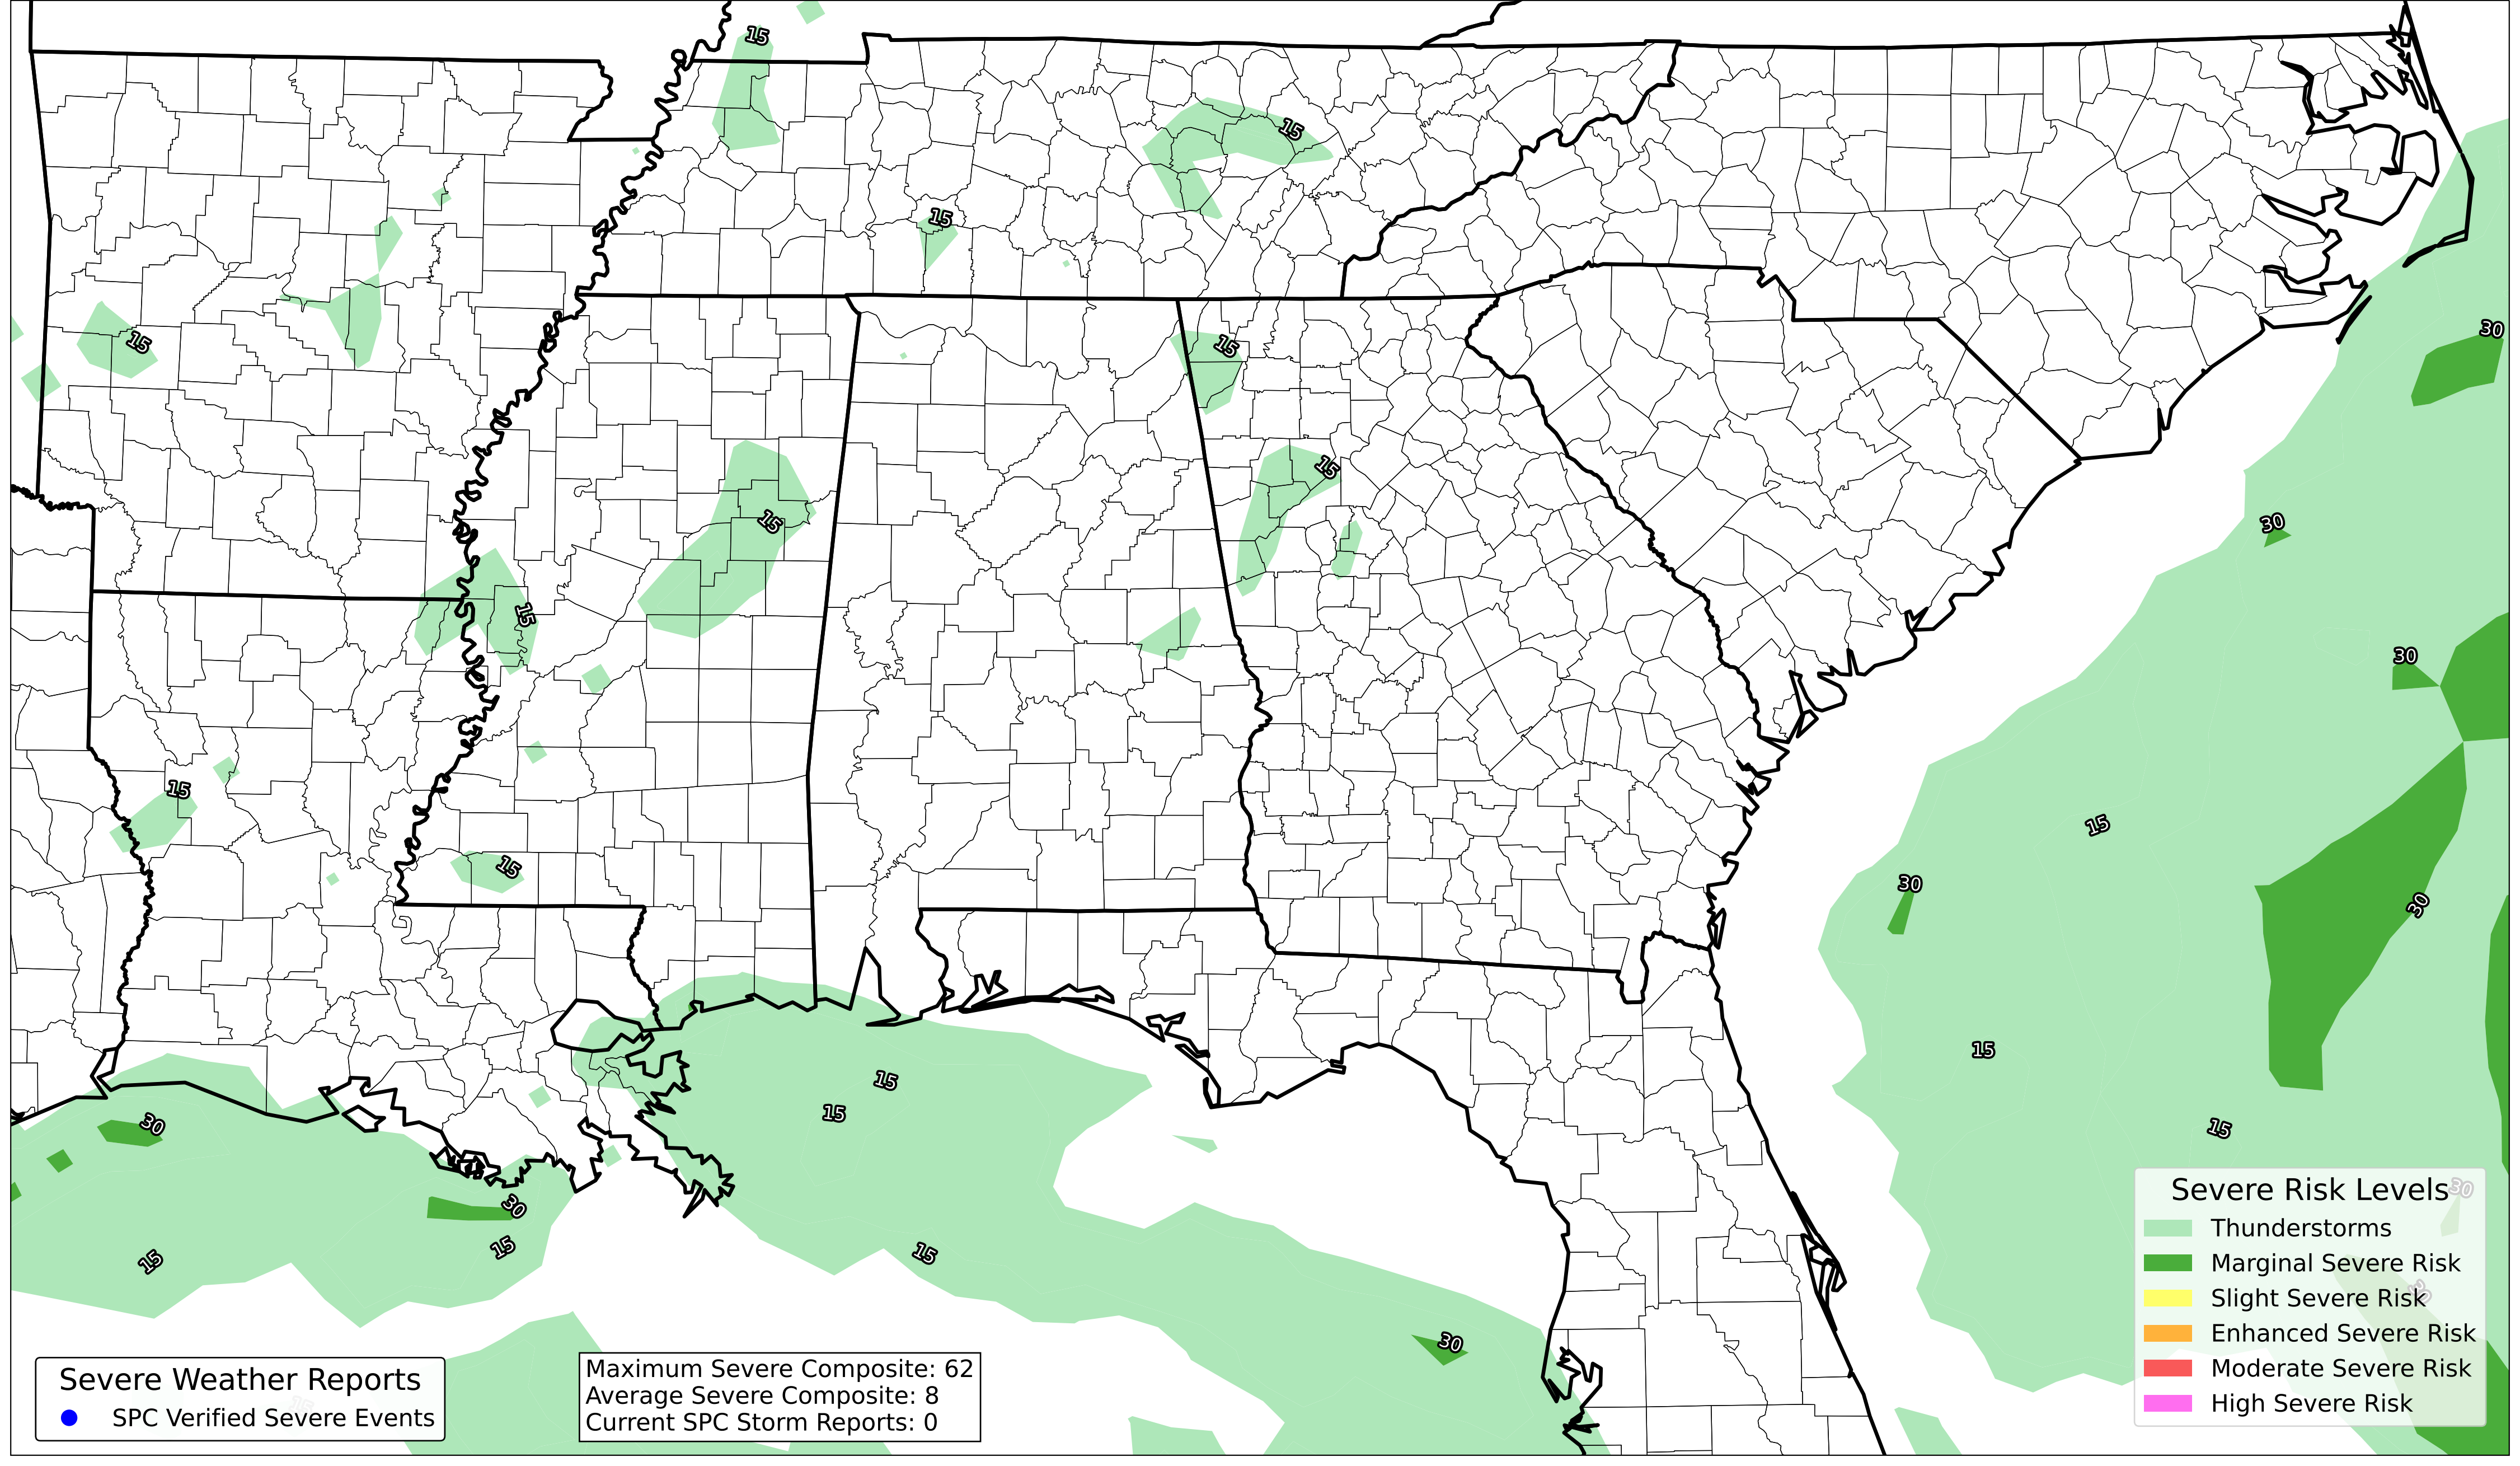 15
15
15
30
15
15
15
30
15
15
30
15
15
30
15
30
15
30
15
15
15
30
15
30
15
15
15
30
Severe Risk Levels
Thunderstorms
Marginal Severe Risk
Slight Severe Risk
Enhanced Severe Risk
Moderate Severe Risk
High Severe Risk
30
Severe Weather Reports
SPC Verified Severe Events
Maximum Severe Composite: 62
Average Severe Composite: 8
Current SPC Storm Reports: 0